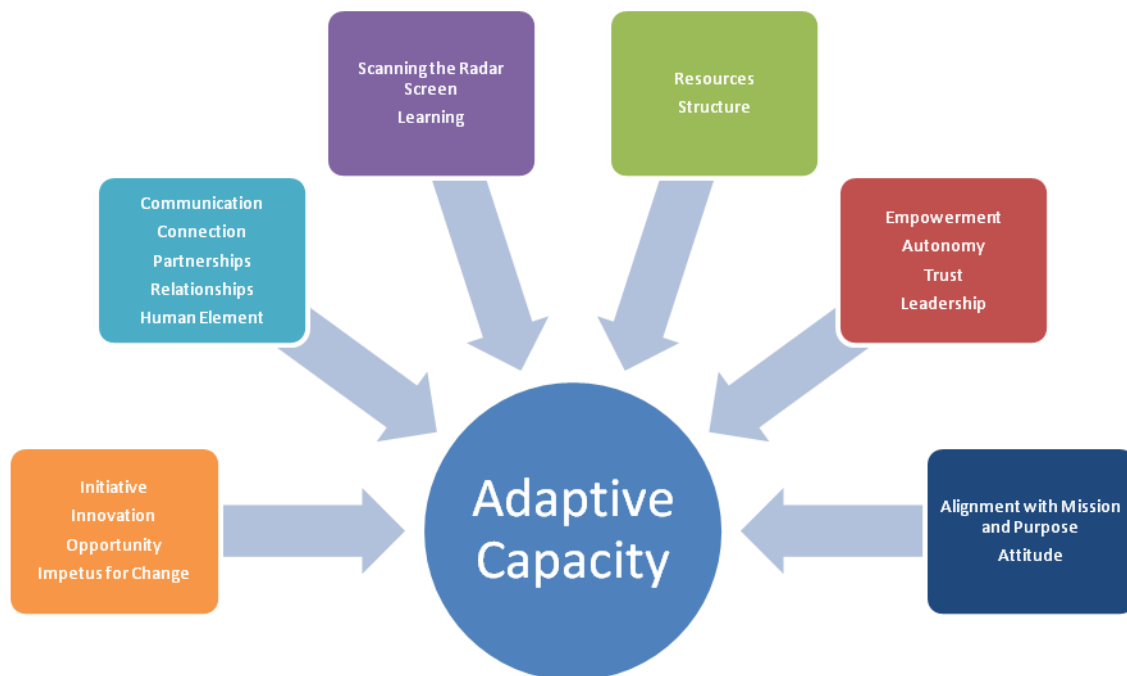 Scanning the Radar
Screen
Learning
Resources
Structure
Communication
Connection
Partnerships
Relationships
Human Element
Empowerment
Autonomy
Trust
Leadership
Initiative
Innovation
Opportunity
Impetus for Change
Adaptive
Capacity
Alignment with Mission
and Purpose
Attitude